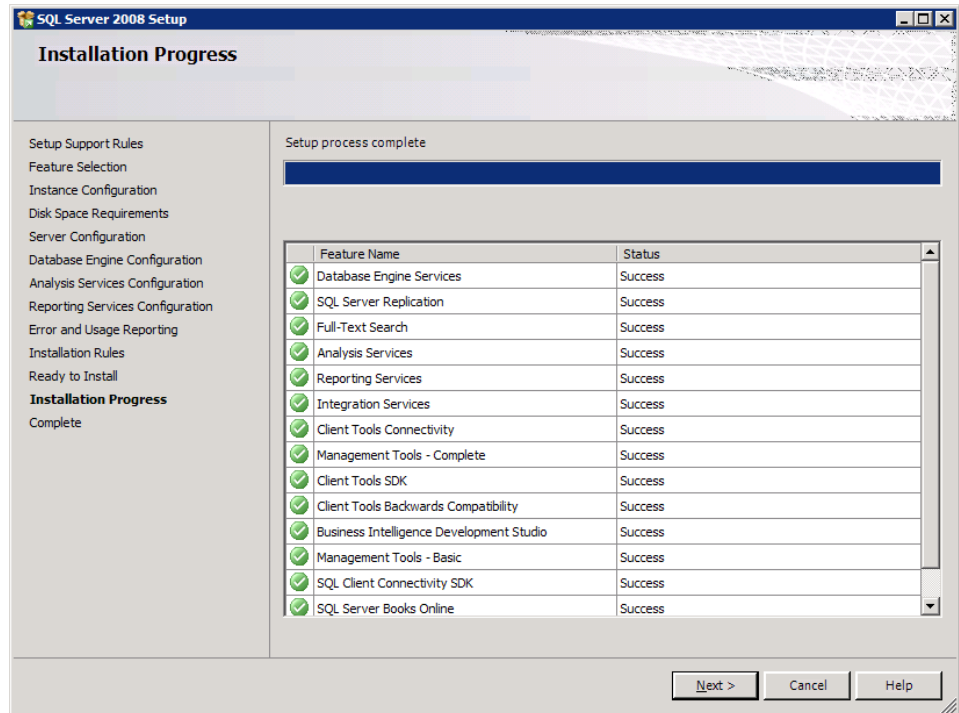 SQL Server 2008 Setup
Installation Progress
Setup Support Rules
Feature Selection
Instance Configuration
Disk Space Requirements
Server Configuration
Database Engine Configuration
Analysis Services Configuration
Reporting Services Configuration
Error and Usage Reporting
Installation Rules
Ready to Install
Installation Progress
Complete
Setup process complete
Feature Name Status
Database Engine Services Success
SQL Server Replication Success
Full-Text Search Success
Analysis Services Success
Reporting Services Success
Integration Services Success
Client Tools Connectivity Success
Management Tools - Complete Success
Client Tools SDK Success
Client Tools Backwards Compatibility Success
Business Intelligence Development Studio Success
Management Tools - Basic Success
SQL Client Connectivity SDK Success
SQL Server Books Online Success
Next > Cancel Help